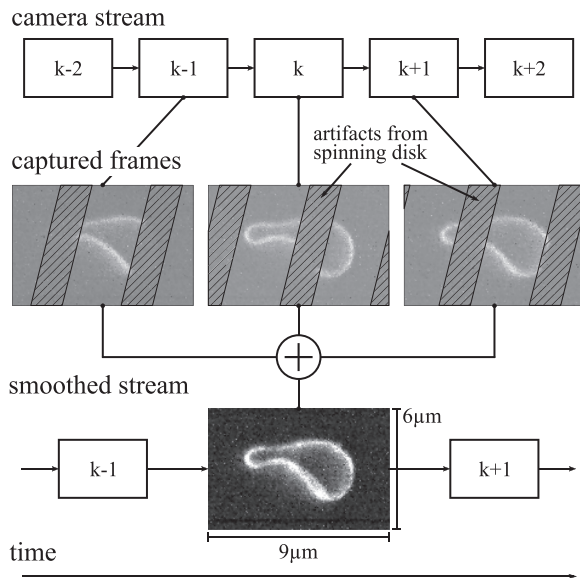 camera stream
k-2
k-1
k
k+1
k+2
artifacts from
spinning disk
captured frames
smoothed stream
6μm
k-1
k+1
9μm
time